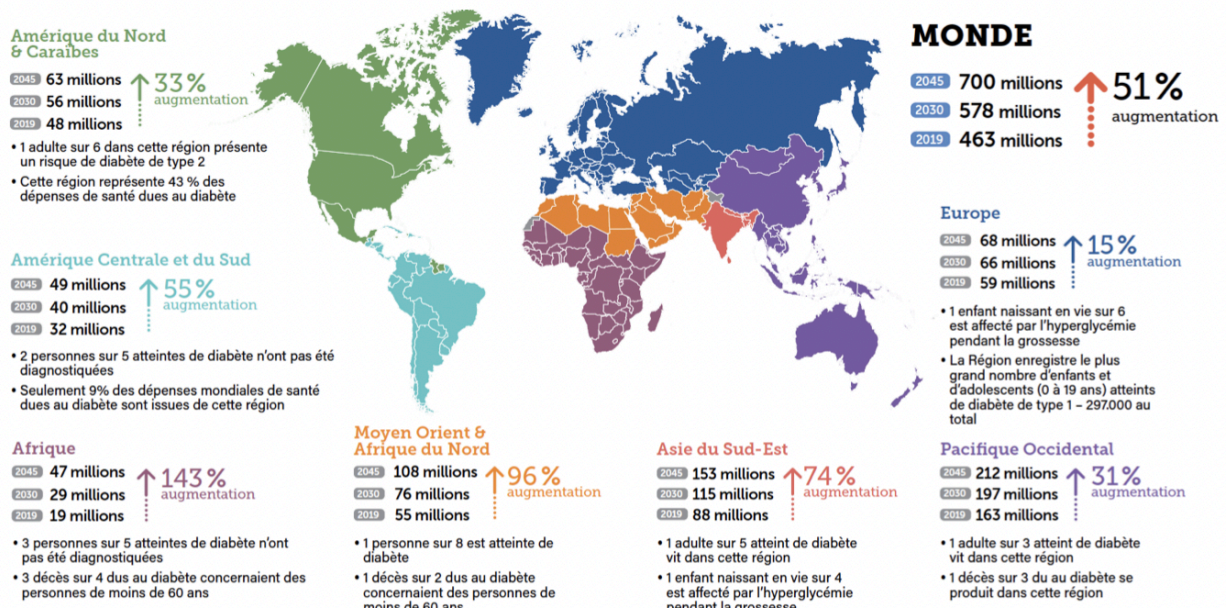 Amérique du Nord
& Caraïbes
2045 63 millions
2030 56 millions
2019 48 millions
33%
augmentation
• 1 adulte sur 6 dans cette région présente
un risque de diabète de type 2
• Cette région représente 43 % des
dépenses de santé dues au diabète
MONDE
2045 700 millions
2030 578 millions
2019 463 millions
51%
augmentation
Amérique Centrale et du Sud
2045 49 millions
2030 40 millions
2019 32 millions
55%
augmentation
• 2 personnes sur 5 atteintes de diabète n'ont pas été
diagnostiquées
• Seulement 9% des dépenses mondiales de santé
dues au diabète sont issues de cette région
Europe
2045 68 millions
2030 66 millions
2019 59 millions
15%
augmentation
• 1 enfant naissant en vie sur 6
est affecté par l'hyperglycémie
pendant la grossesse
• La Région enregistre le plus
grand nombre d'enfants et
d'adolescents (0 à 19 ans) atteints
de diabète de type 1 – 297.000 au
total
Afrique
2045 47 millions
2030 29 millions
2019 19 millions
143%
augmentation
• 3 personnes sur 5 atteintes de diabète n'ont
pas été diagnostiquées
• 3 décès sur 4 dus au diabète concernaient des
personnes de moins de 60 ans
Moyen Orient &
Afrique du Nord
2045 108 millions
2030 76 millions
2019 55 millions
96%
augmentation
• 1 personne sur 8 est atteinte de
diabète
• 1 décès sur 2 dus au diabète
concernaient des personnes de
moins de 60 ans
Asie du Sud-Est
2045 153 millions
2030 115 millions
2019 88 millions
74%
augmentation
• 1 adulte sur 5 atteint de diabète
vit dans cette région
• 1 enfant naissant en vie sur 4
est affecté par l'hyperglycémie
pendant la grossesse
Pacifique Occidental
2045 212 millions
2030 197 millions
2019 163 millions
31%
augmentation
• 1 adulte sur 3 atteint de diabète
vit dans cette région
• 1 décès sur 3 du au diabète se
produit dans cette région